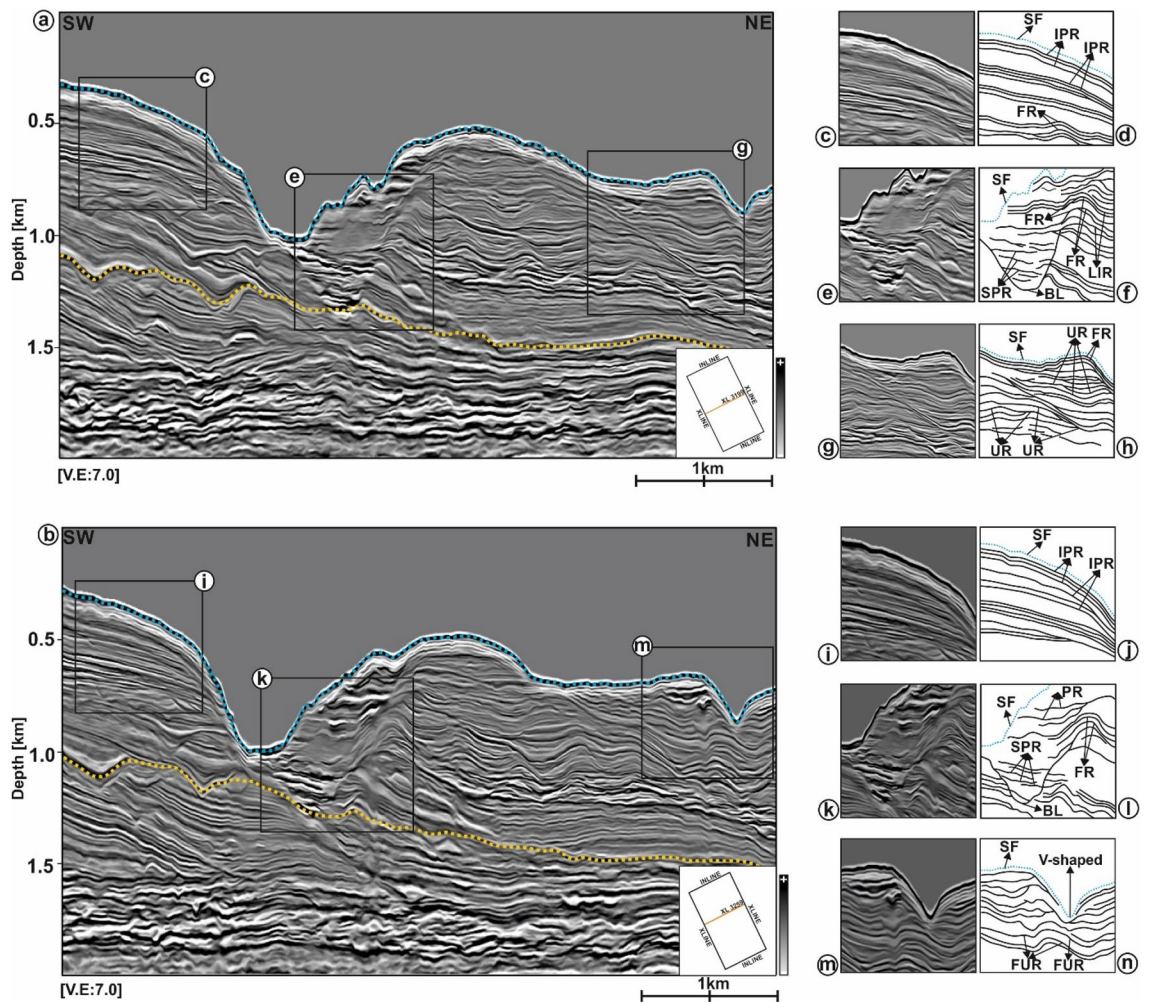 a SW NE
c
0.5
g
e
Depth [km]
1.0
1.5
INLINE
XLINE
XL 3199
XLINE
INLINE
+
[V.E:7.0]
1km
SF
IPR
IPR
FR
c d
SF
FR
FR
LIR
SPR
BL
e f
SF
UR
FR
UR UR
g h
b SW NE
i
0.5
m
k
Depth [km]
1.0
1.5
INLINE
XLINE
XL 3259
XLINE
INLINE
+
[V.E:7.0]
1km
SF
IPR
IPR
i j
SF
PR
SPR
FR
BL
k l
SF
V-shaped
FUR FUR
m n